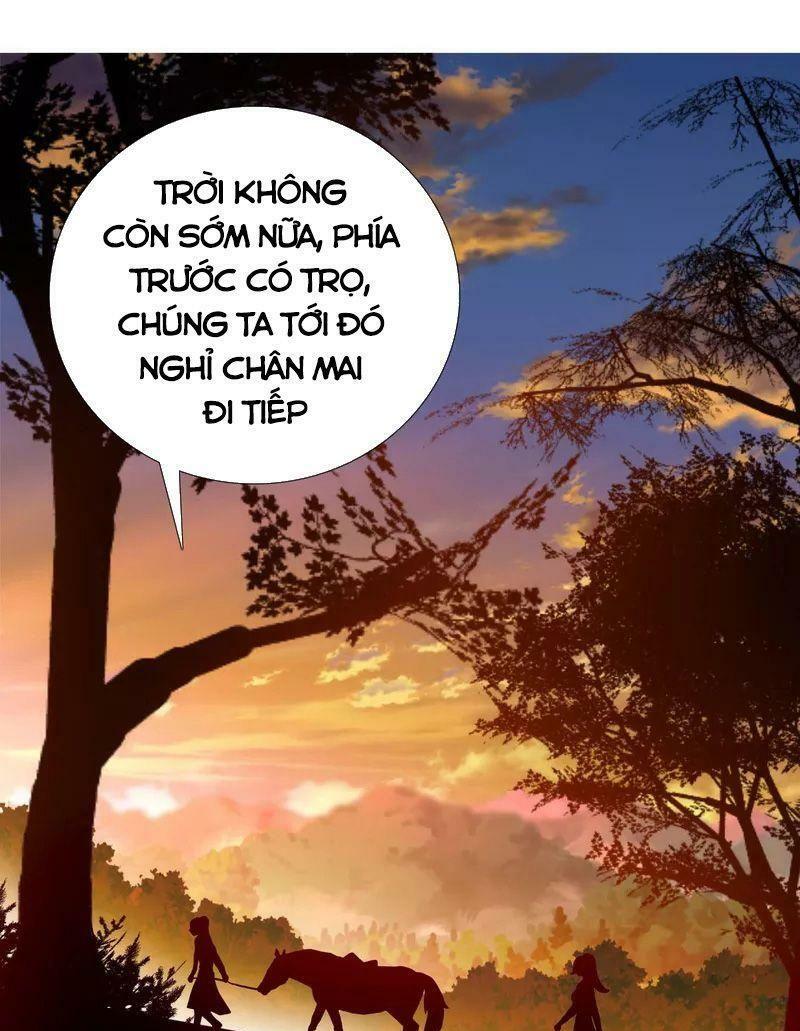 TRỜI KHÔNG
CÒN SỚM NỮA, PHÍA
TRƯỚC CÓ TRỌ,
CHÚNG TA TỚI ĐÓ
NGHỈ CHÂN MAI
ĐI TIẾP